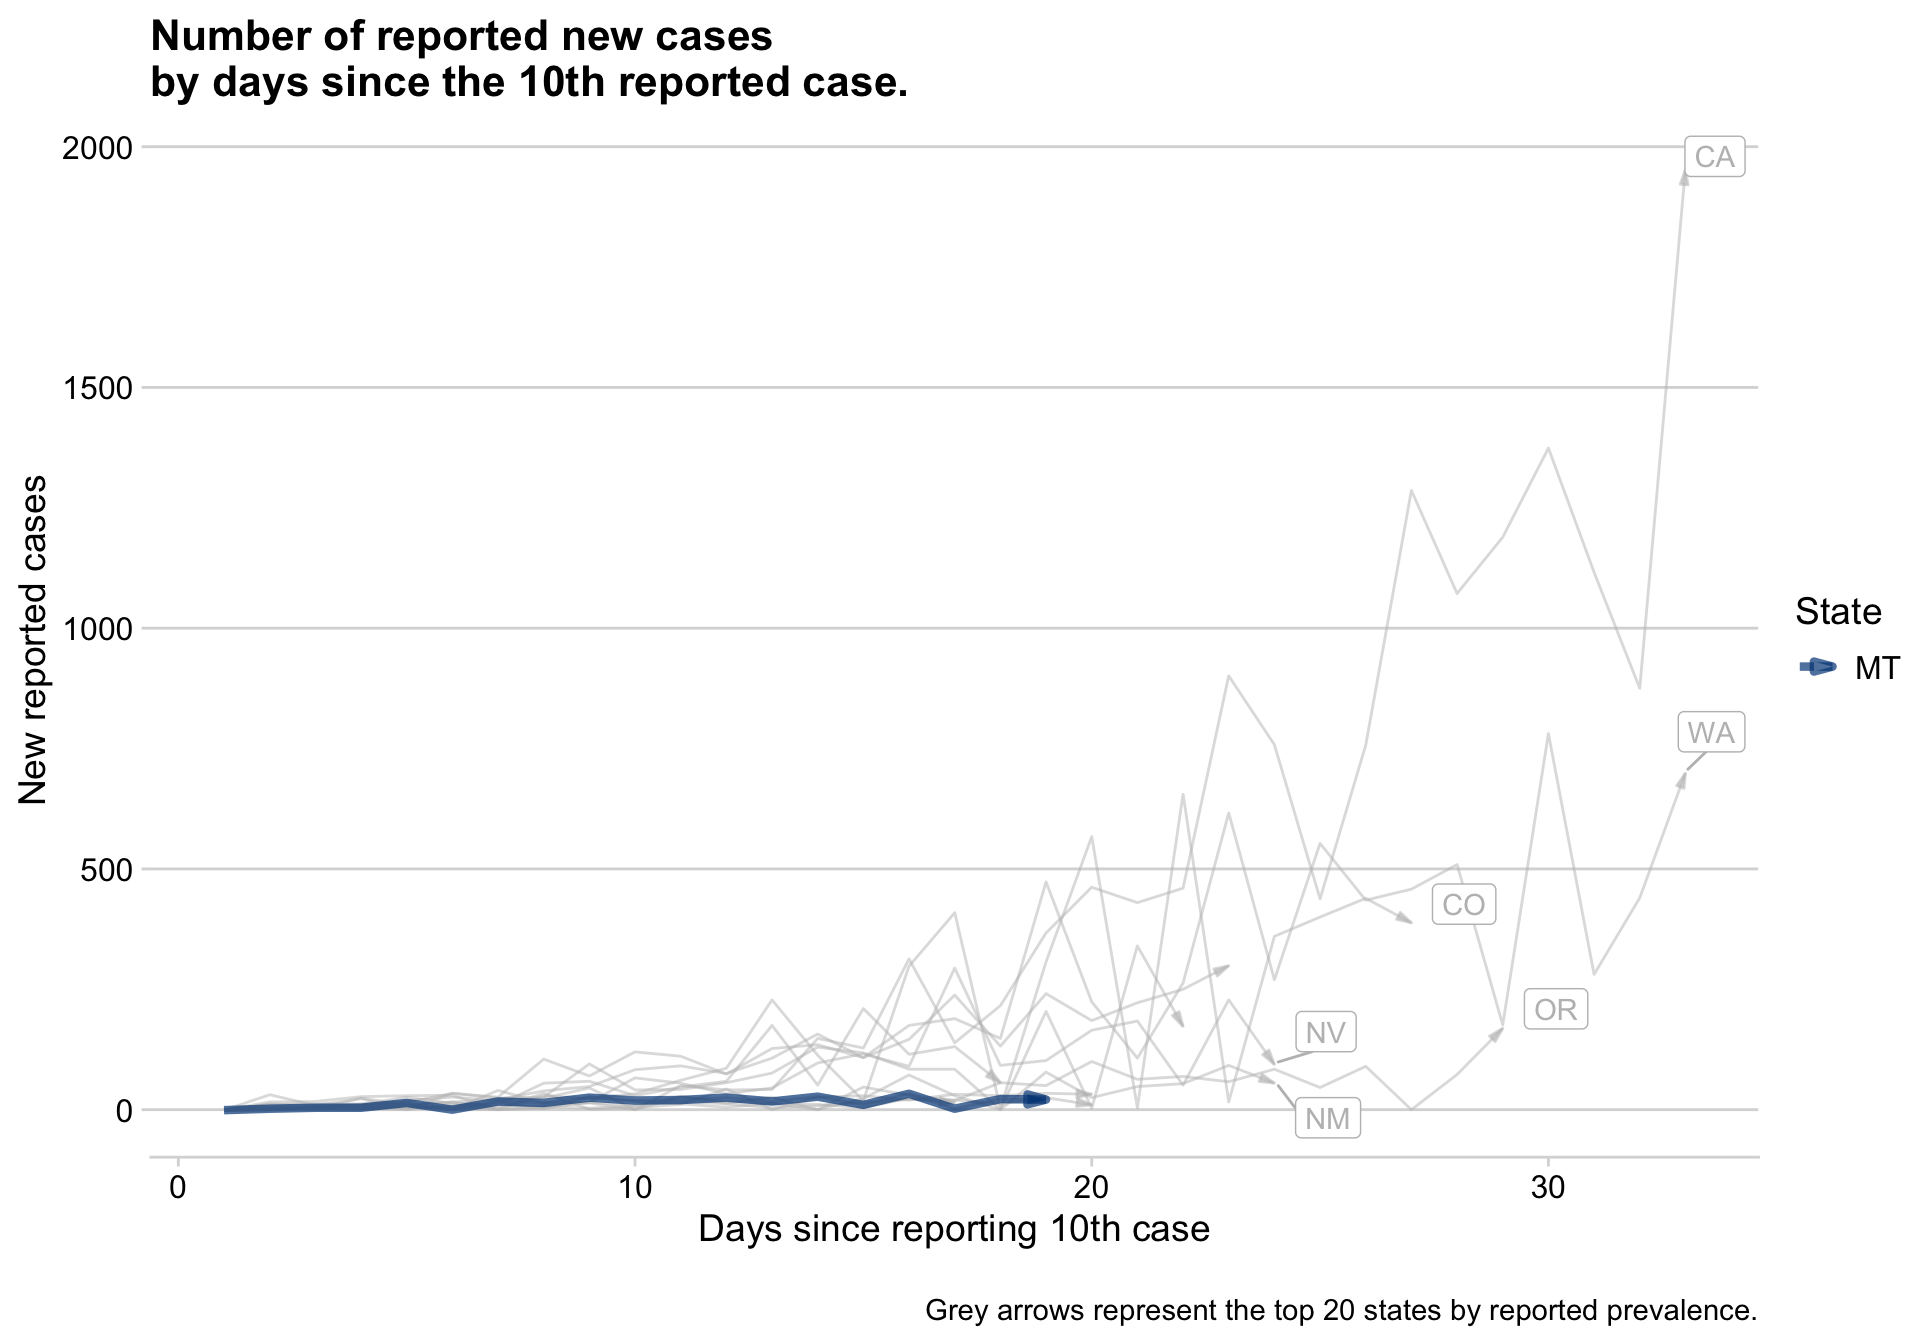 Number of reported new cases
by days since the 10th reported case.
2000
1500
1000
500
0
New reported cases
CA
WA
CO
OR
NV
NM
State
MT
0
10
20
30
Days since reporting 10th case
Grey arrows represent the top 20 states by reported prevalence.